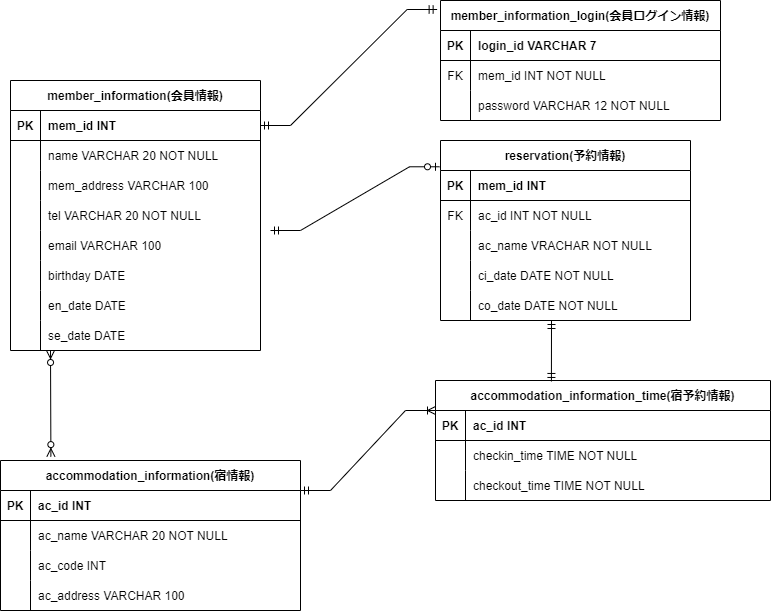 member_information_login(会員ログイン情報)
PK login_id VARCHAR 7
FK mem_id INT NOT NULL
password VARCHAR 12 NOT NULL
member_information(会員情報)
PK mem_id INT
name VARCHAR 20 NOT NULL
mem_address VARCHAR 100
tel VARCHAR 20 NOT NULL
email VARCHAR 100
birthday DATE
en_date DATE
se_date DATE
reservation(予約情報)
PK mem_id INT
FK ac_id INT NOT NULL
ac_name VRACHAR NOT NULL
ci_date DATE NOT NULL
co_date DATE NOT NULL
accommodation_information_time(宿予約情報)
PK ac_id INT
checkin_time TIME NOT NULL
checkout_time TIME NOT NULL
accommodation_information(宿情報)
PK ac_id INT
ac_name VARCHAR 20 NOT NULL
ac_code INT
ac_address VARCHAR 100